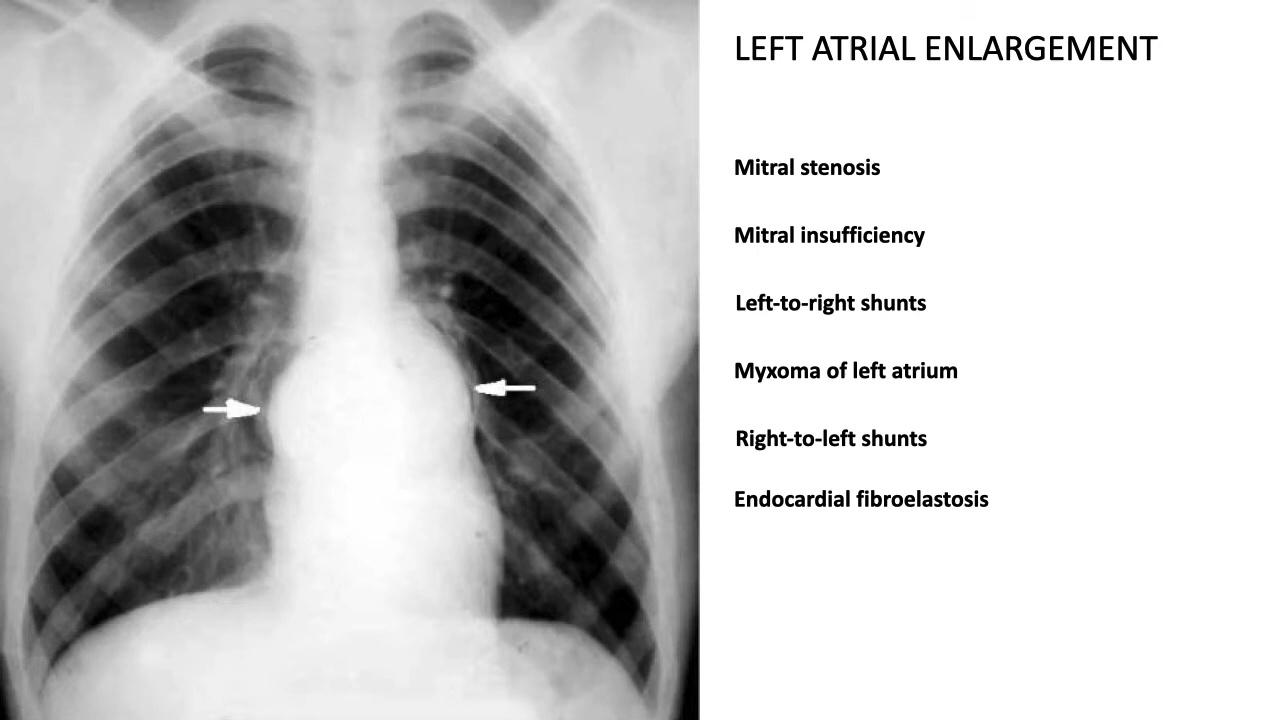 LEFT ATRIAL ENLARGEMENT
Mitral stenosis
Mitral insufficiency
Left-to-right shunts
Myxoma of left atrium
Right-to-left shunts
Endocardial fibroelastosis